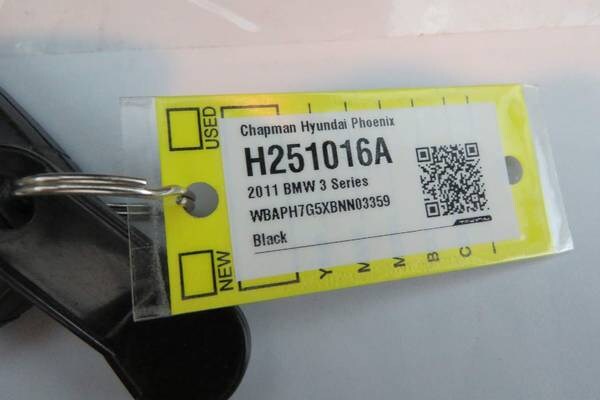 USED
NEW
Chapman Hyundai Phoenix
H251016A
2011 BMW 3 Series
WBAPH7G5XBNN03359
Black
Y
M
M
B
C